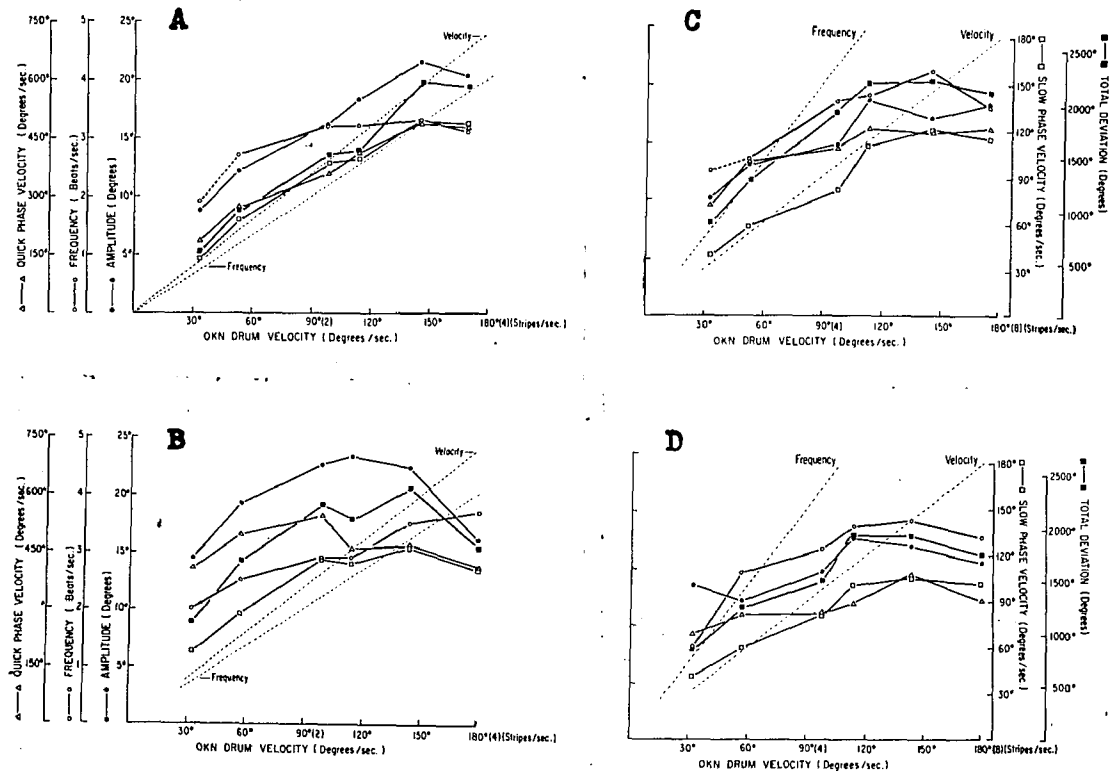 A
750° 5 25°
600° 4 20°
450° 3 15°
300° 2 10°
150° 1 5°
QUICK PHASE VELOCITY (Degrees/sec.)
FREQUENCY (Beats/sec.)
AMPLITUDE (Degrees)
Velocity
Frequency
30° 60° 90°(2) 120° 150° 180°(4)(Stripes/sec.)
OKN DRUM VELOCITY (Degrees/sec.)
C
Frequency
Velocity
180°
150°
120°
90°
60°
30°
2500°
2000°
1500°
1000°
500°
SLOW PHASE VELOCITY (Degrees/sec.)
TOTAL DEVIATION (Degrees)
30° 60° 90°(4) 120° 150° 180°(8)(Stripes/sec.)
OKN DRUM VELOCITY (Degrees/sec.)
B
750° 5 25°
600° 4 20°
450° 3 15°
2 10°
150° 1 5°
QUICK PHASE VELOCITY (Degrees/sec.)
FREQUENCY (Beats/sec.)
AMPLITUDE (Degrees)
Velocity
Frequency
30° 60° 90°(2) 120° 150° 180°(4)(Stripes/sec.)
OKN DRUM VELOCITY (Degrees/sec.)
D
Frequency
Velocity
180°
150°
120°
90°
60°
30°
2500°
2000°
1500°
1000°
500°
SLOW PHASE VELOCITY (Degrees/sec.)
TOTAL DEVIATION (Degrees)
30° 60° 90°(4) 120° 150° 180°(8)(Stripes/sec.)
OKN DRUM VELOCITY (Degrees/sec.)